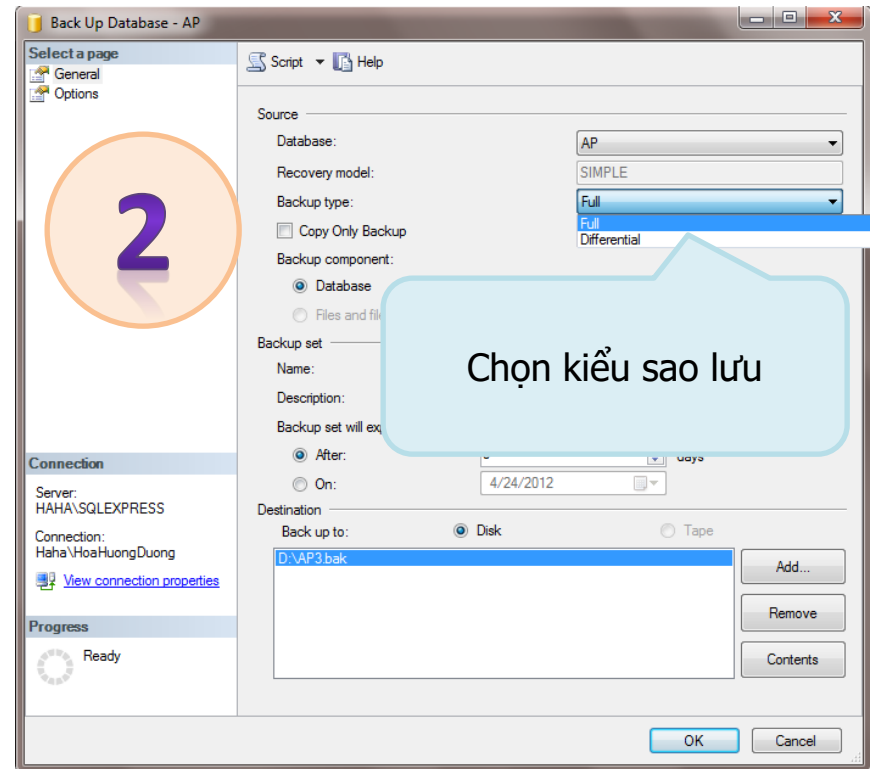 Back Up Database - AP
Select a page
General
Options
Script
Help
Source
Database:
AP
Recovery model:
SIMPLE
Backup type:
Full
Full
Differential
Copy Only Backup
Backup component:
Database
Files and
2
Chọn kiểu sao lưu
Backup set
Name:
Description:
Backup set will
After:
days
On:
4/24/2012
Destination
Back up to:
Disk
Tape
D:\AP3.bak
Add...
Remove
Contents
Connection
Server:
HAHA\SQLEXPRESS
Connection:
Haha\HoaHuongDuong
View connection properties
Progress
Ready
OK
Cancel